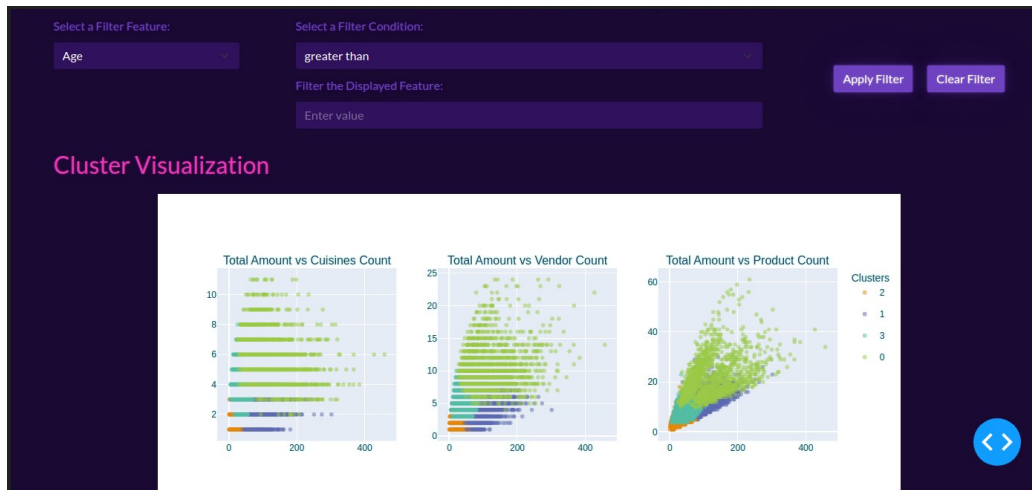 Select a Filter Feature:
Select a Filter Condition:
Age
greater than
Apply Filter
Clear Filter
Filter the Displayed Feature:
Enter value
Cluster Visualization
Total Amount vs Cuisines Count
Total Amount vs Vendor Count
Total Amount vs Product Count
10
8
6
4
2
0
200
400
25
20
15
10
5
0
0
200
400
60
40
20
0
0
200
400
Clusters
2
1
3
0